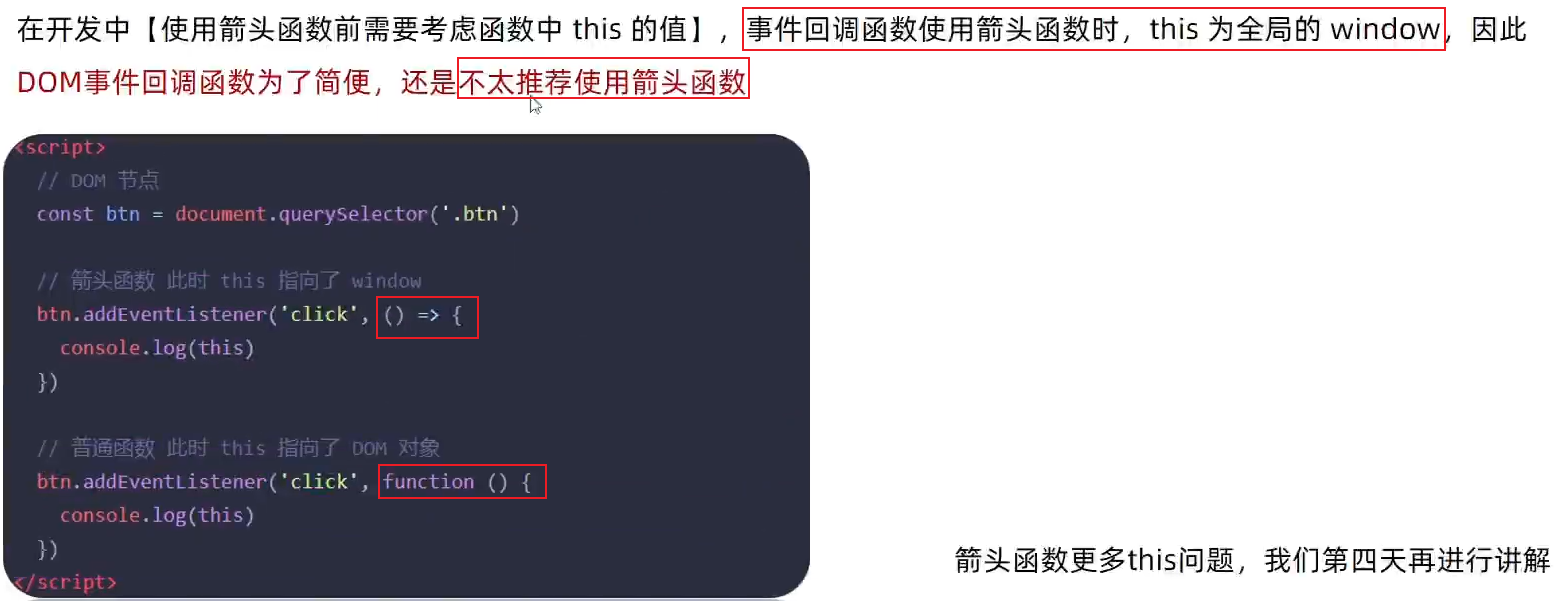 在开发中【使用箭头函数前需要考虑函数中 this 的值】，事件回调函数使用箭头函数时，this 为全局的 window，因此
DOM事件回调函数为了简便，还是不太推荐使用箭头函数
<script>
// DOM 节点
const btn = document.querySelector('.btn')
// 箭头函数 此时 this 指向了 window
btn.addEventListener('click', () => {
console.log(this)
})
// 普通函数 此时 this 指向了 DOM 对象
btn.addEventListener('click', function () {
console.log(this)
})
</script>
箭头函数更多this问题，我们第四天再进行讲解